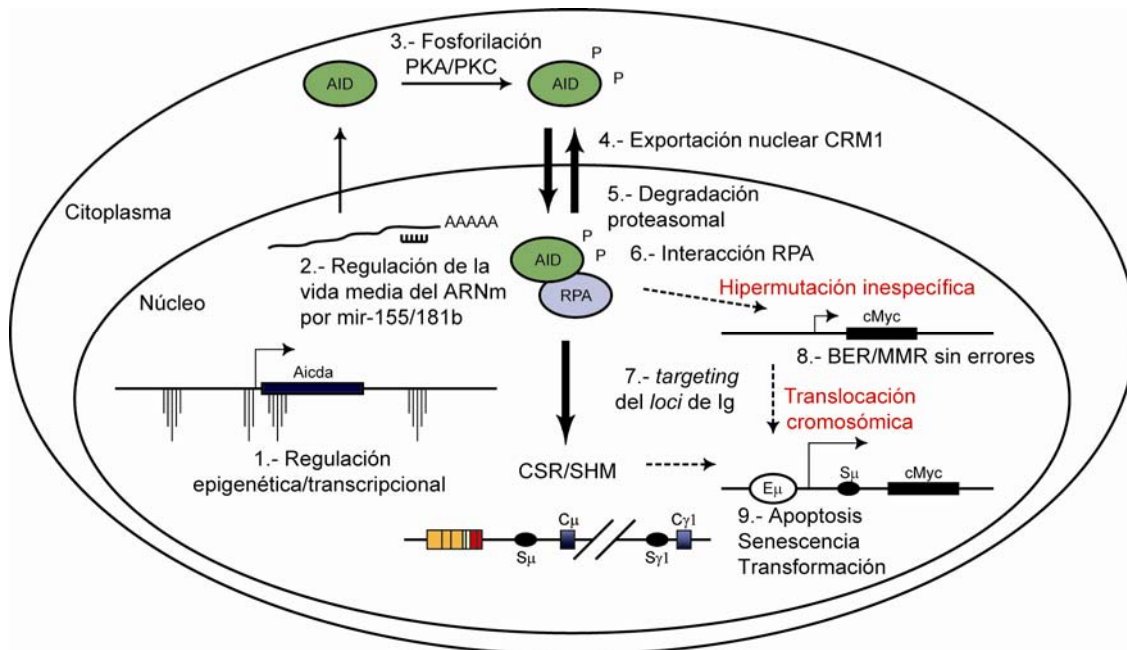 3.- Fosforilación
PKA/PKC
AID
AID
P
P
4.- Exportación nuclear CRM1
Citoplasma
5.- Degradación
proteasomal
AAAAA
2.- Regulación de la
vida media del ARNm
por mir-155/181b
Núcleo
AID
P
P
RPA
6.- Interacción RPA
Hipermutación inespecífica
cMyc
8.- BER/MMR sin errores
Aicda
7.- targeting
del loci de Ig
Translocación
cromosómica
1.- Regulación
epigenética/transcripcional
CSR/SHM
Eμ
Sμ
cMyc
9.- Apoptosis
Senescencia
Transformación
Sμ
Cμ
Sγ1
Cγ1